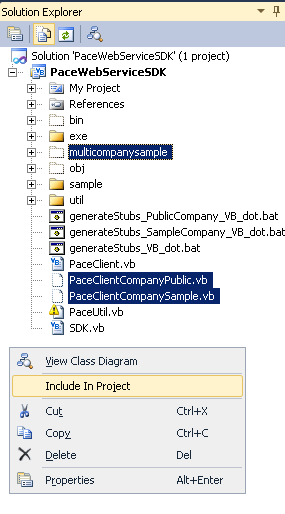 Solution Explorer
Solution 'PaceWebServiceSDK' (1 project)
PaceWebServiceSDK
My Project
References
bin
exe
multicompanysample
obj
sample
util
generateStubs_PublicCompany_VB_dot.bat
generateStubs_SampleCompany_VB_dot.bat
generateStubs_VB_dot.bat
PaceClient.vb
PaceClientCompanyPublic.vb
PaceClientCompanySample.vb
PaceUtil.vb
SDK.vb
View Class Diagram
Include In Project
Cut Ctrl+X
Copy Ctrl+C
Delete Del
Properties Alt+Enter